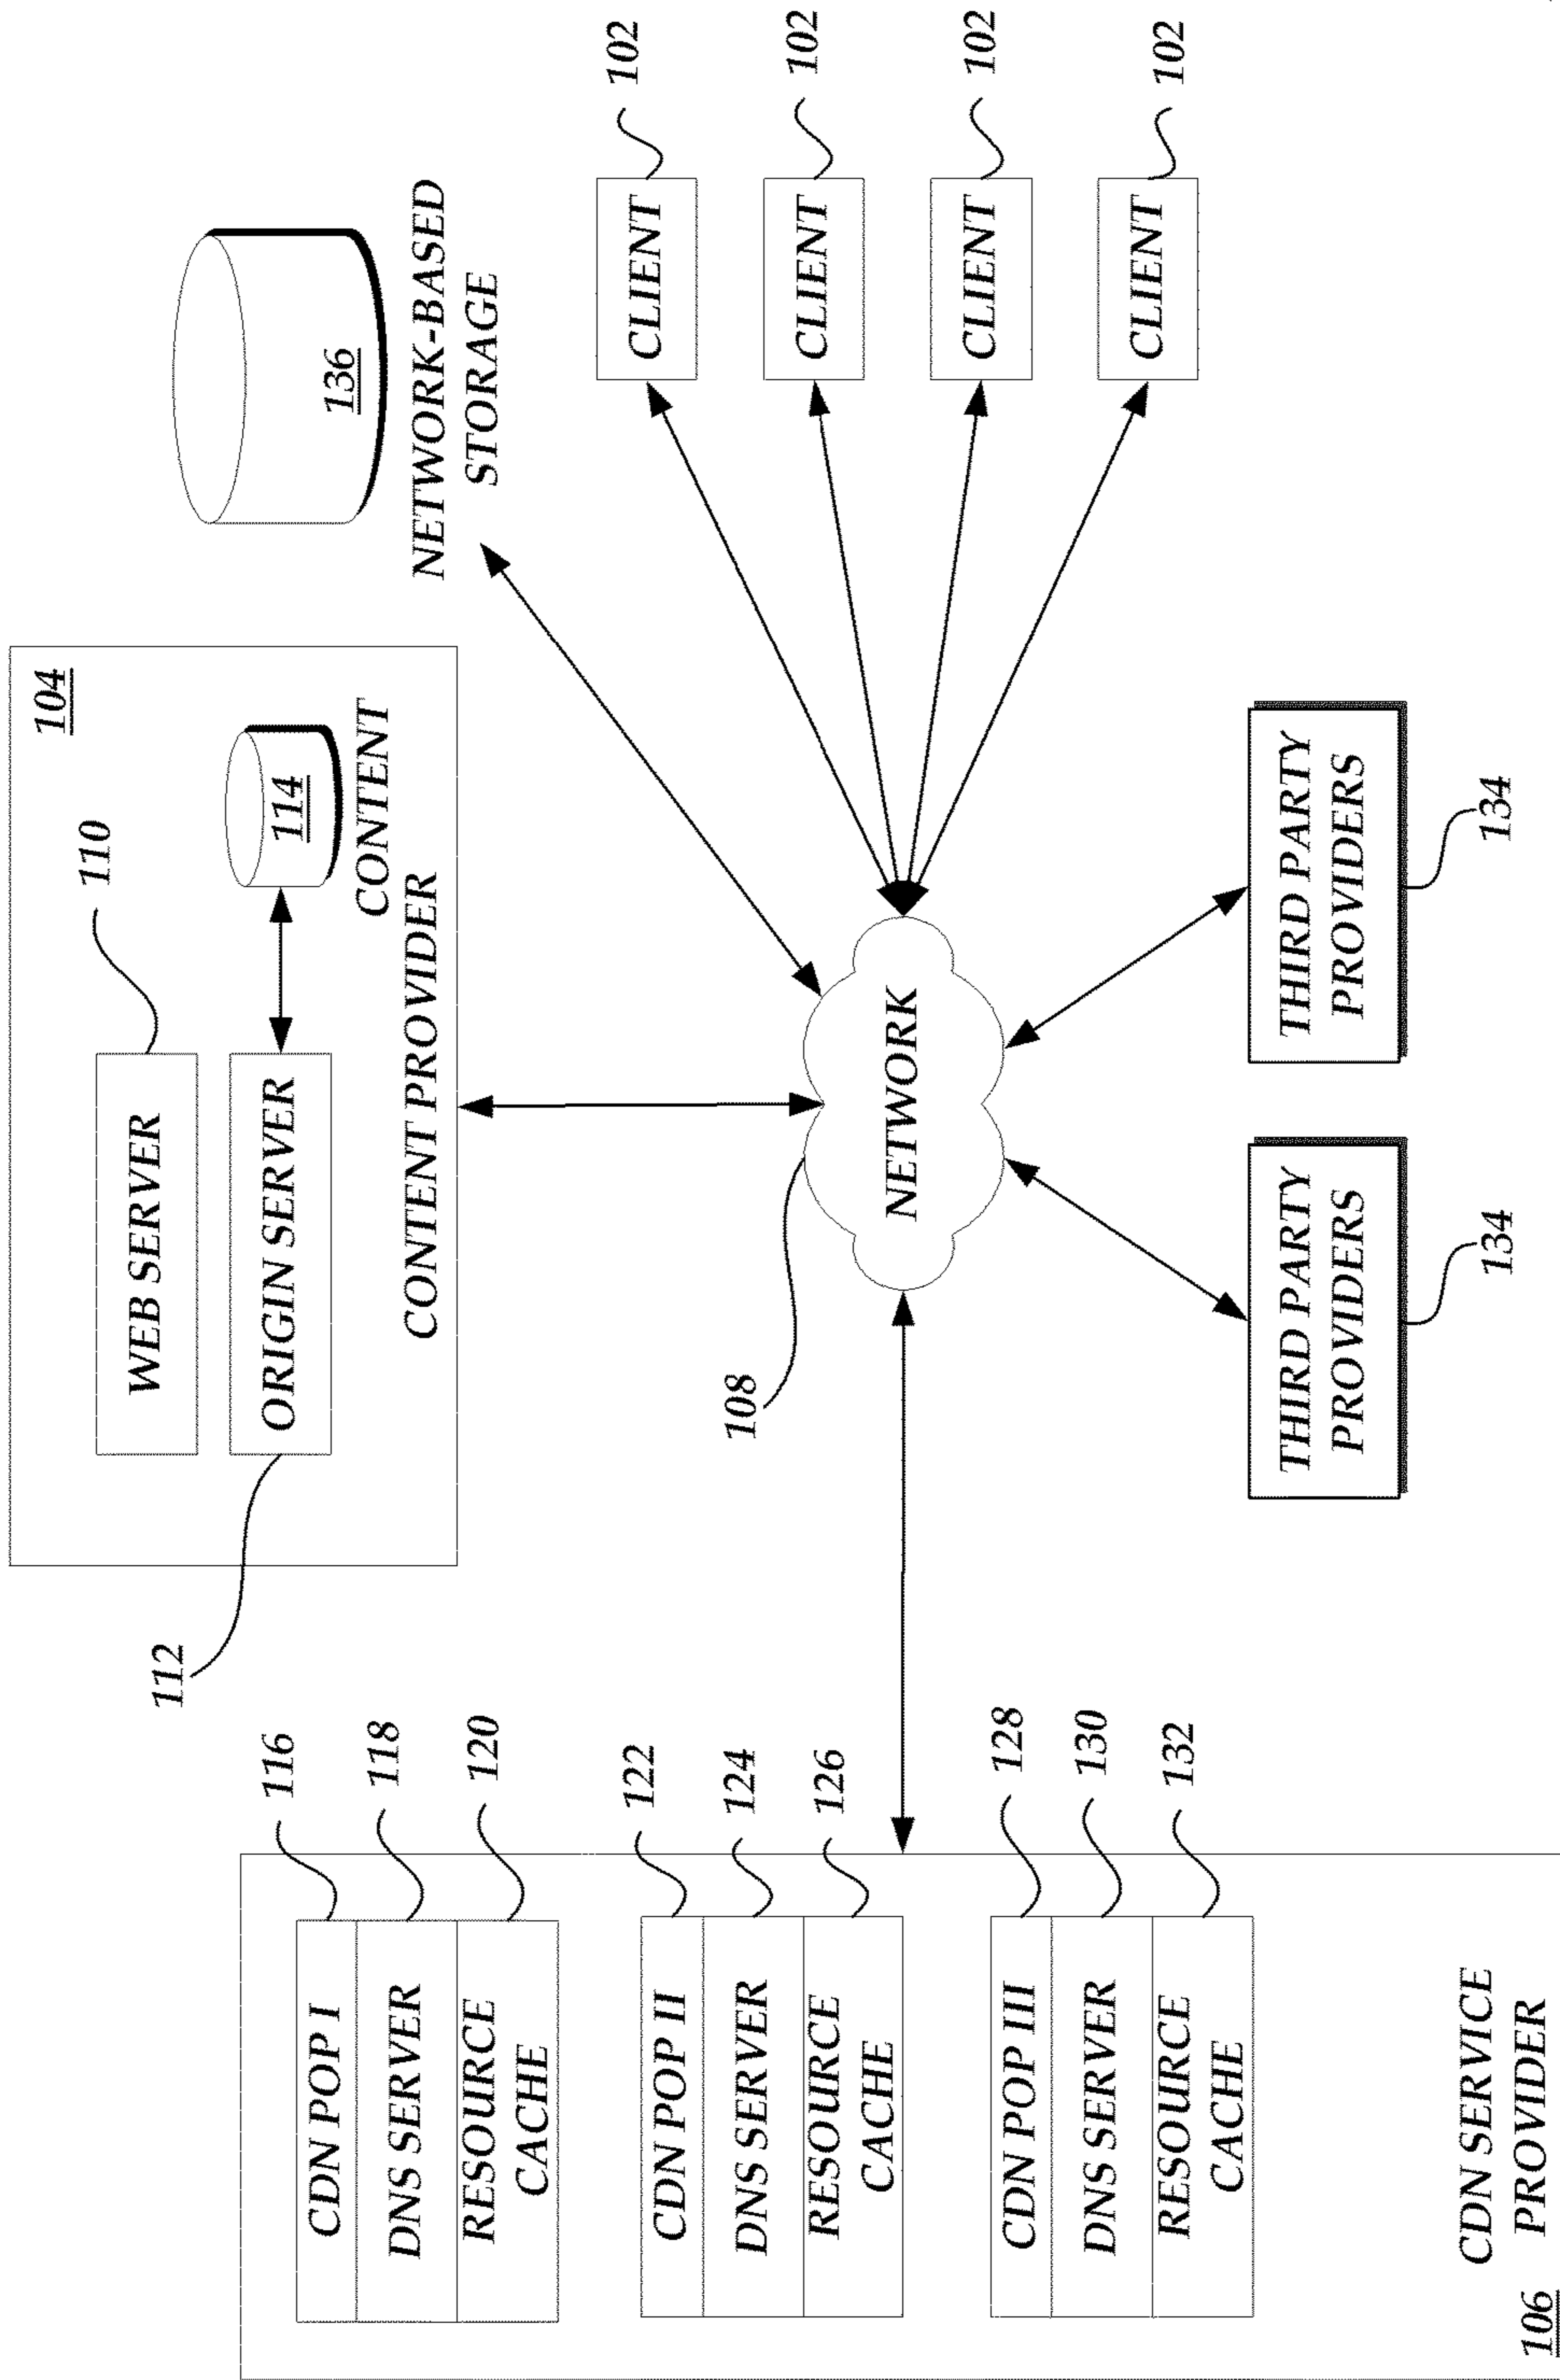 104
WEB SERVER
110
ORIGIN SERVER
114
112
CONTENT
CONTENT PROVIDER
136
NETWORK-BASED
STORAGE
116
CDN POP I
118
DNS SERVER
120
RESOURCE
CACHE
122
CDN POP II
124
DNS SERVER
126
RESOURCE
CACHE
128
CDN POP III
130
DNS SERVER
132
RESOURCE
CACHE
CDN SERVICE
PROVIDER
106
108
NETWORK
CLIENT
102
CLIENT
102
CLIENT
102
CLIENT
102
THIRD PARTY
PROVIDERS
134
THIRD PARTY
PROVIDERS
134